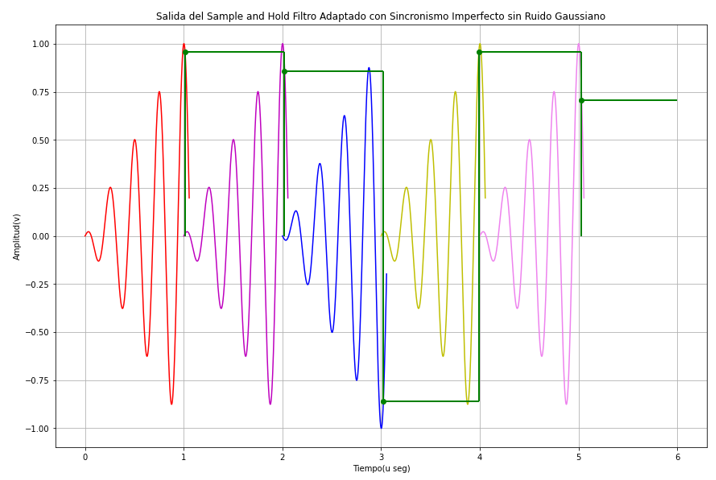 Salida del Sample and Hold Filtro Adaptado con Sincronismo Imperfecto sin Ruido Gaussiano
1.00
0.75
0.50
0.25
0.00
−0.25
−0.50
−0.75
−1.00
Amplitud(v)
0 1 2 3 4 5 6
Tiempo(u seg)